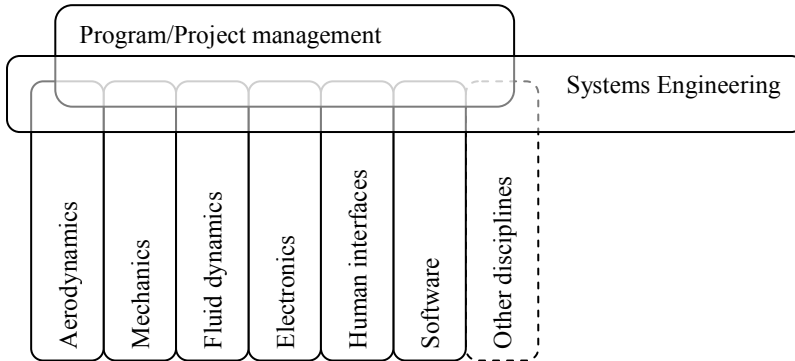 Program/Project management
Systems Engineering
Aerodynamics
Mechanics
Fluid dynamics
Electronics
Human interfaces
Software
Other disciplines